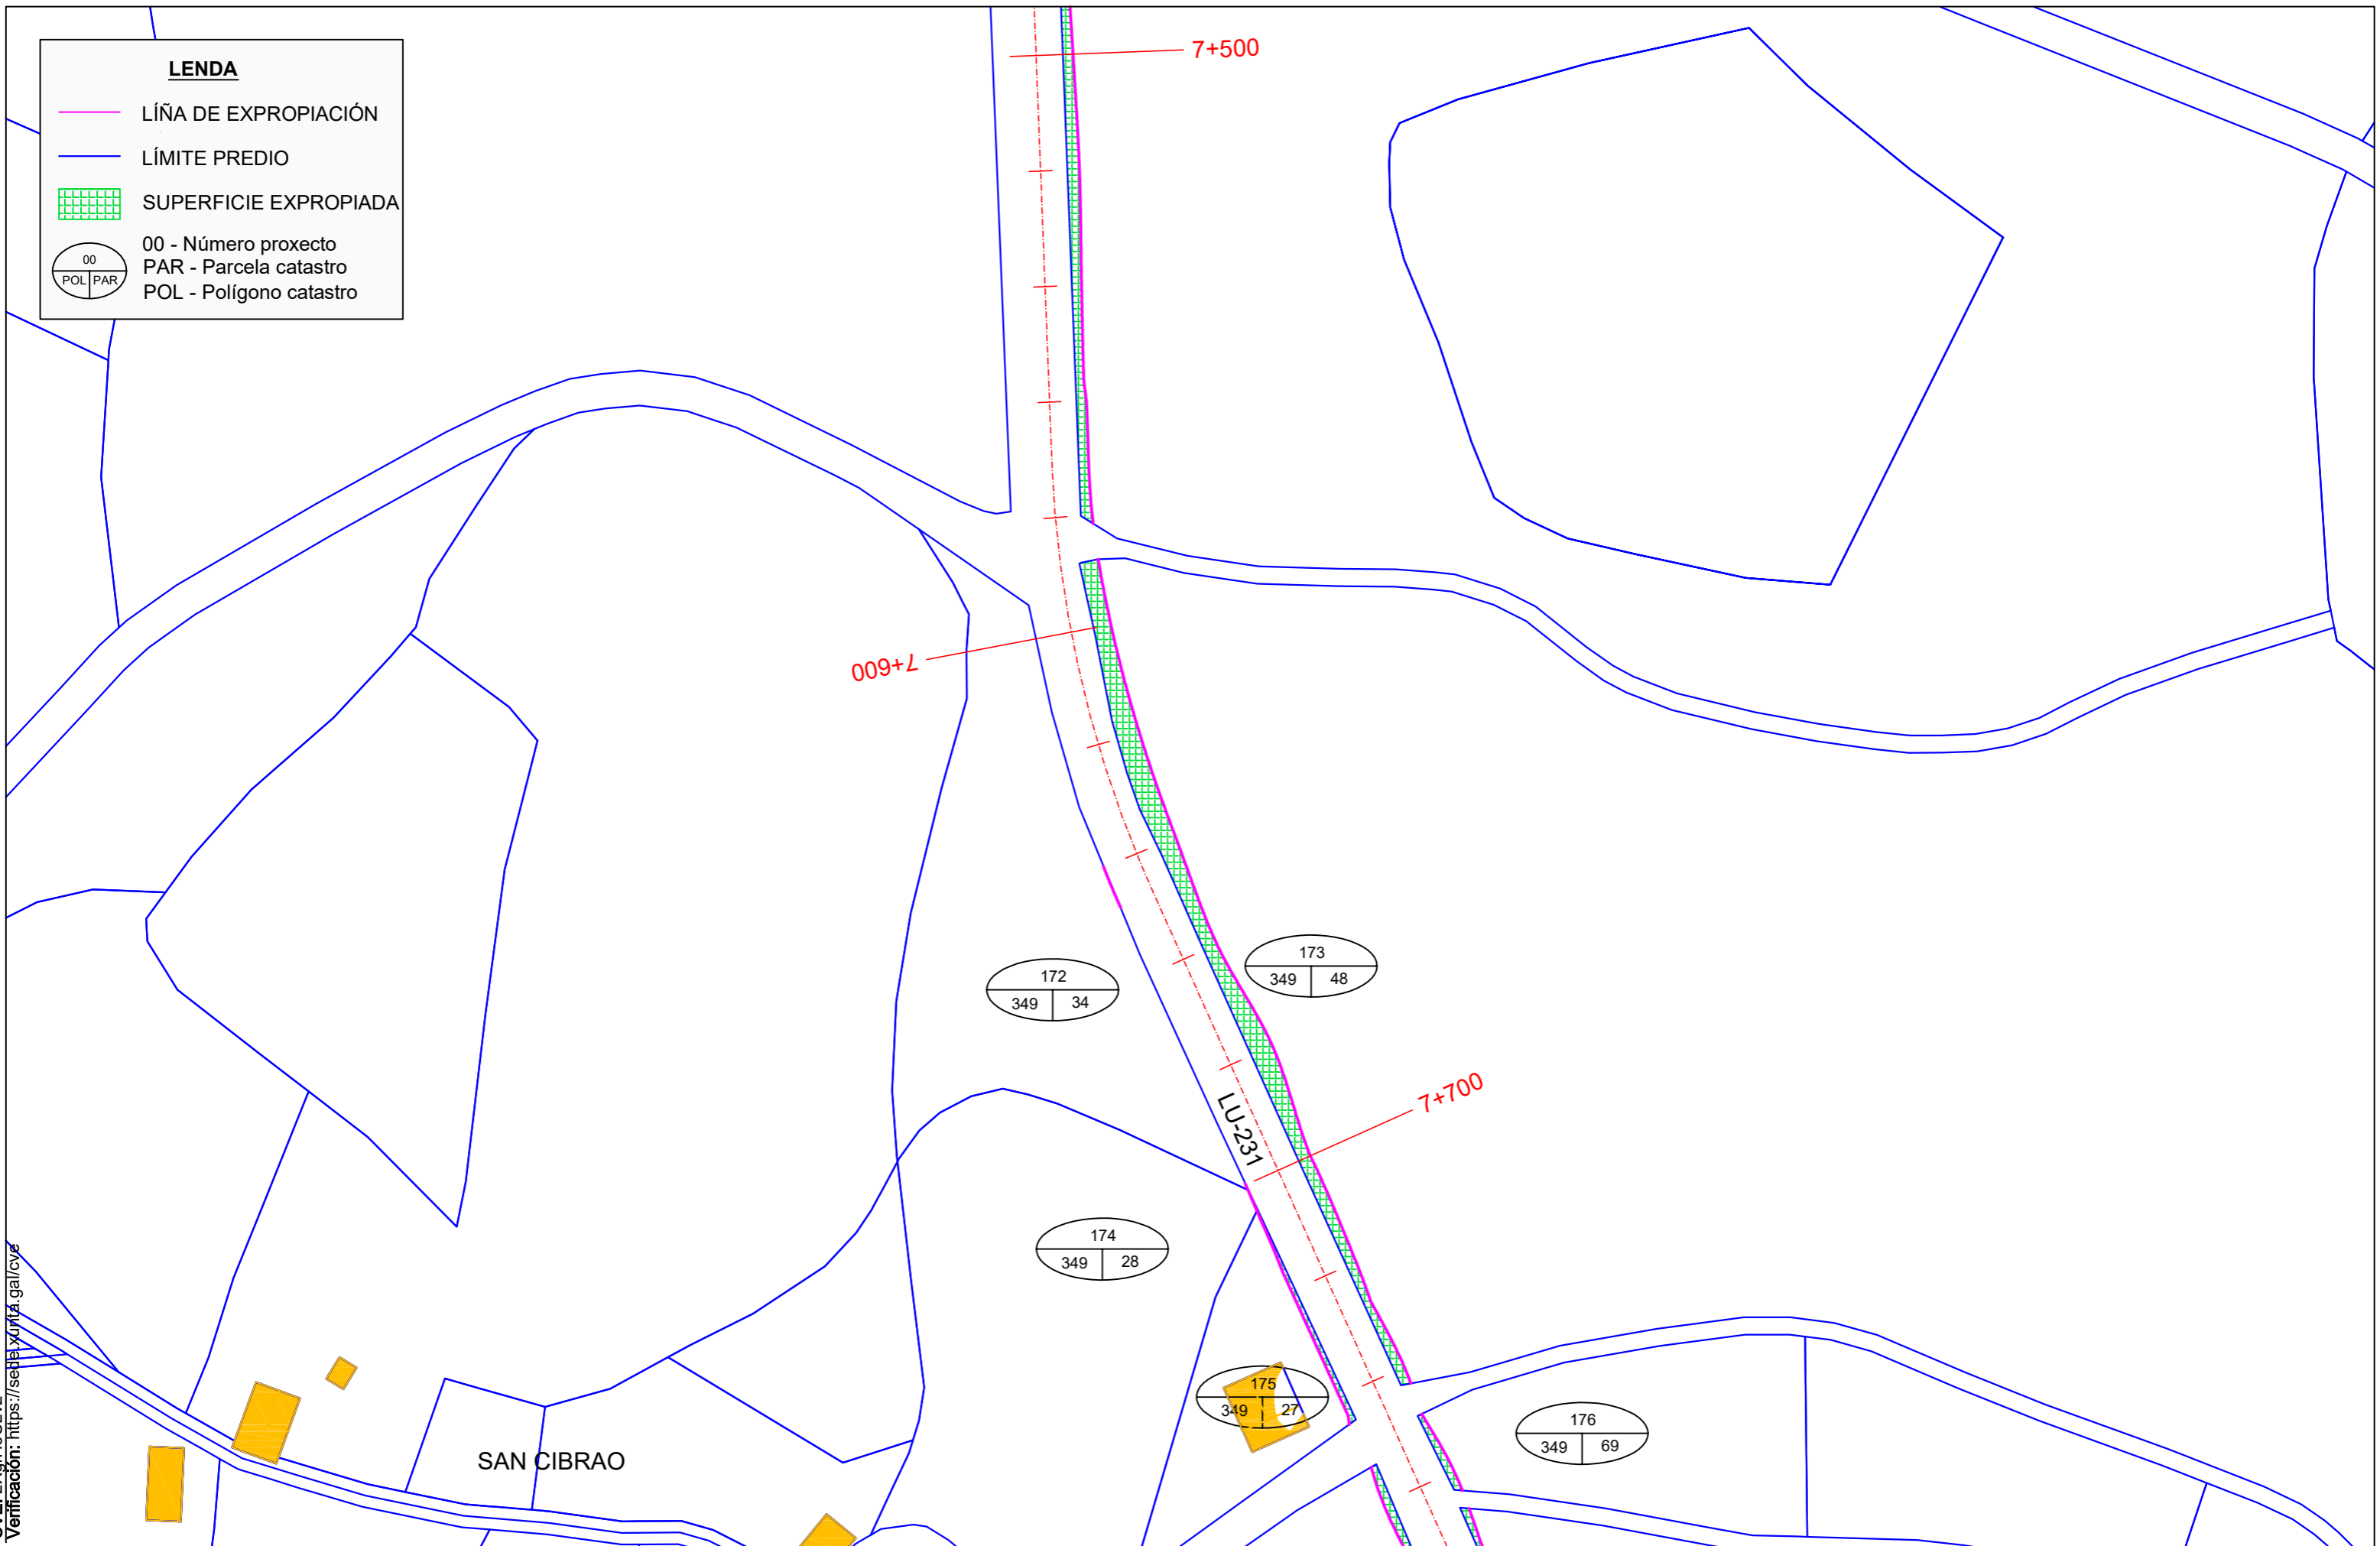 LENDA
LÍÑA DE EXPROPIACIÓN
LÍMITE PREDIO
SUPERFICIE EXPROPIADA
00 - Número proxecto
PAR - Parcela catastro
POL - Polígono catastro
00
POL PAR
7+500
7+600
173
349 48
172
349 34
7+700
LU-231
174
349 28
175
349 27
176
349 69
SAN CIBRAO
Verificación: https://sede.xunta.gal/cve